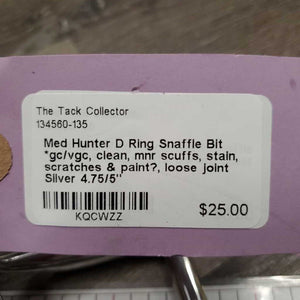 The Tack Collector
134560-135
Med Hunter D Ring Snaffle Bit
*gc/vgc, clean, mnr scuffs, stain,
scratches & paint?, loose joint
Silver 4.75/5"
KQCWZZ
$25.00